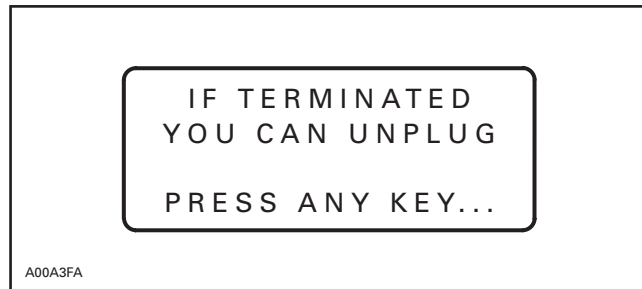 IF TERMINATED
YOU CAN UNPLUG
PRESS ANY KEY...
A00A3FA